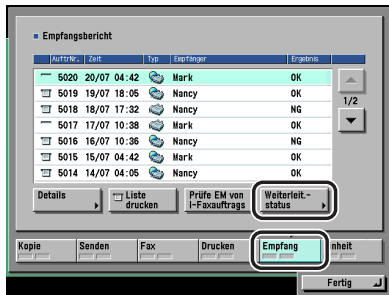 Empfangsbericht
AuftrNr. Zeit Typ Empfänger Ergebnis
5020 20/07 04:42 Mark OK
5019 19/07 18:05 Nancy OK
5018 18/07 17:32 Nancy NG
5017 17/07 10:38 Mark OK
5016 16/07 10:36 Nancy NG
5015 15/07 04:42 Mark OK
5014 14/07 04:05 Nancy OK
1/2
Details
Liste drucken
Prüfe EM von I-Faxauftrags
Weiterleit.-status
Kopie Senden Fax Drucken Empfang nheit
Fertig